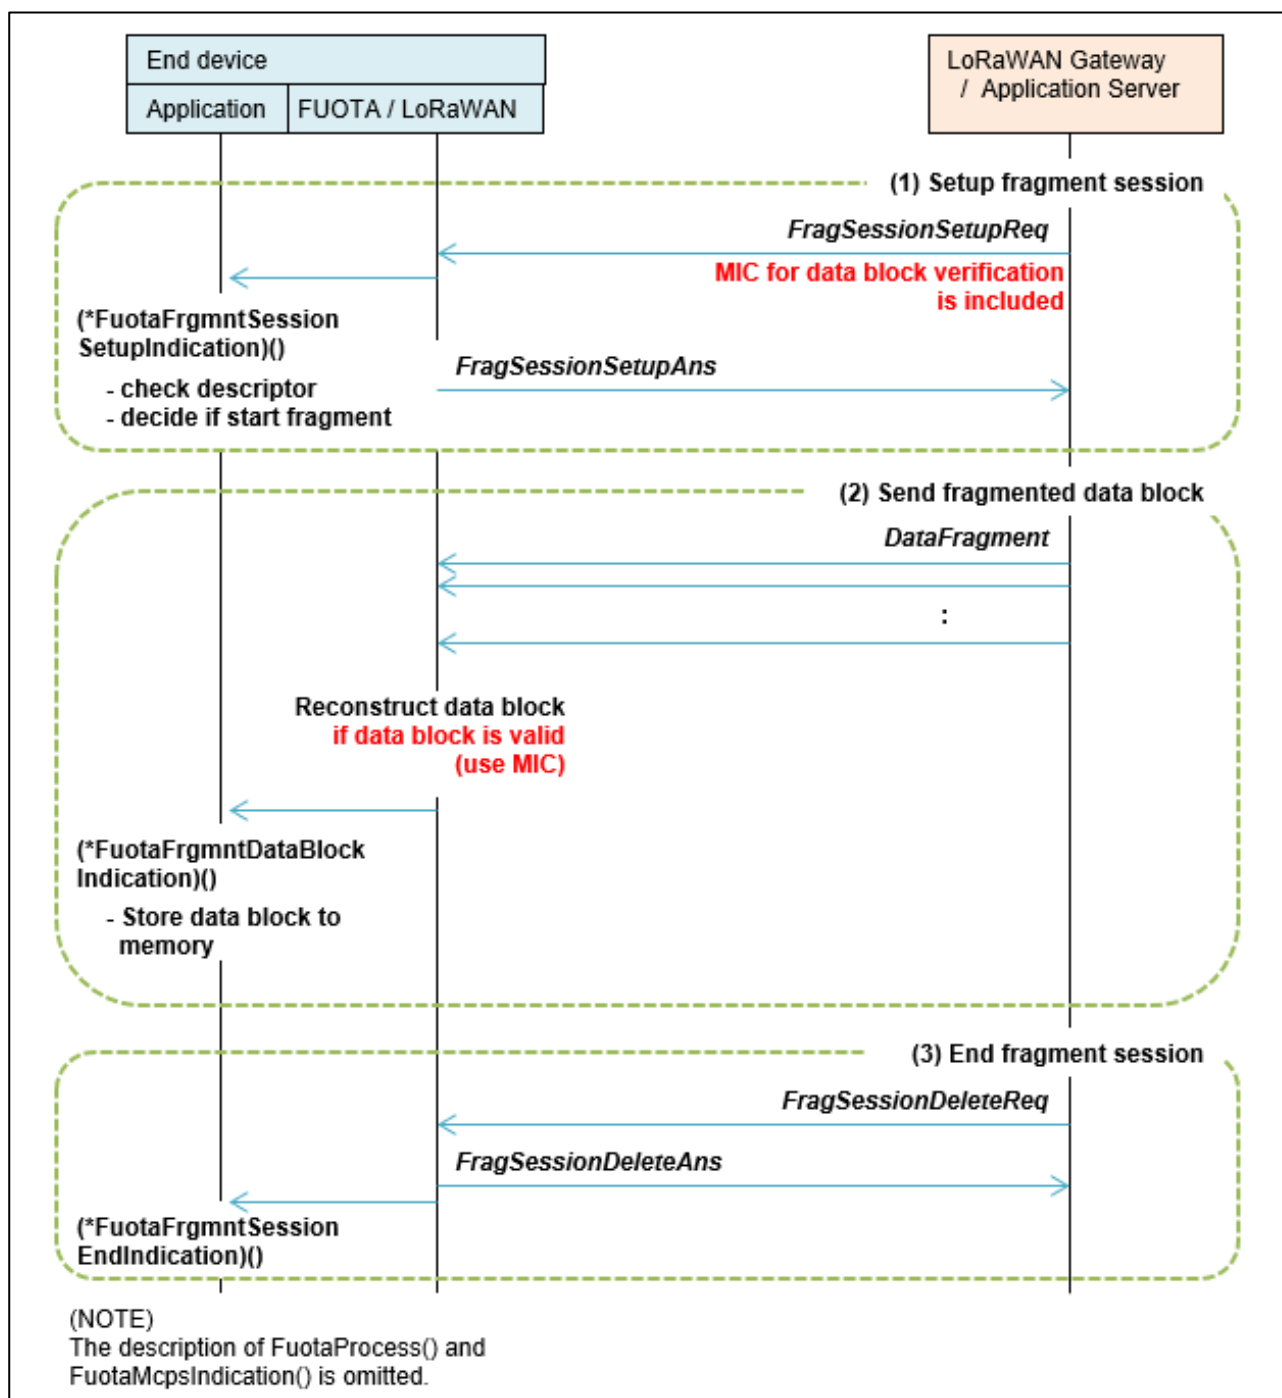 End device
Application
FUOTA / LoRaWAN
LoRaWAN Gateway
/ Application Server
(1) Setup fragment session
FragSessionSetupReq
MIC for data block verification
is included
(*FuotaFrgmntSession
SetupIndication)()
FragSessionSetupAns
- check descriptor
- decide if start fragment
(2) Send fragmented data block
DataFragment
:
Reconstruct data block
if data block is valid
(use MIC)
(*FuotaFrgmntDataBlock
Indication)()
- Store data block to
memory
(3) End fragment session
FragSessionDeleteReq
FragSessionDeleteAns
(*FuotaFrgmntSession
EndIndication)()
(NOTE)
The description of FuotaProcess() and
FuotaMcpsIndication() is omitted.